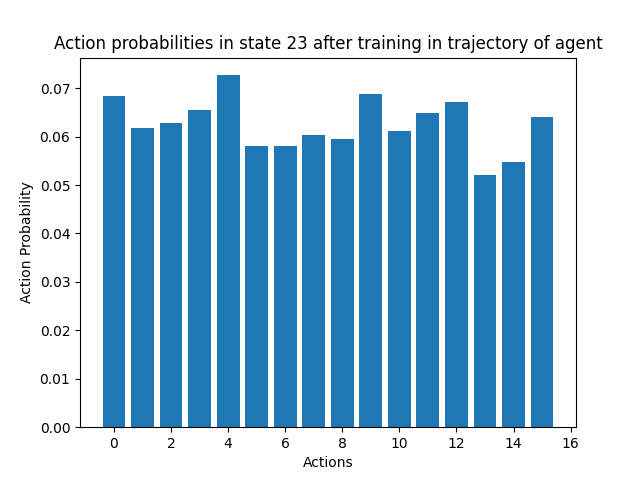 Action probabilities in state 23 after training in trajectory of agent
0.07
0.06
0.05
0.04
0.03
0.02
0.01
0.00
Action Probability
0 2 4 6 8 10 12 14 16
Actions